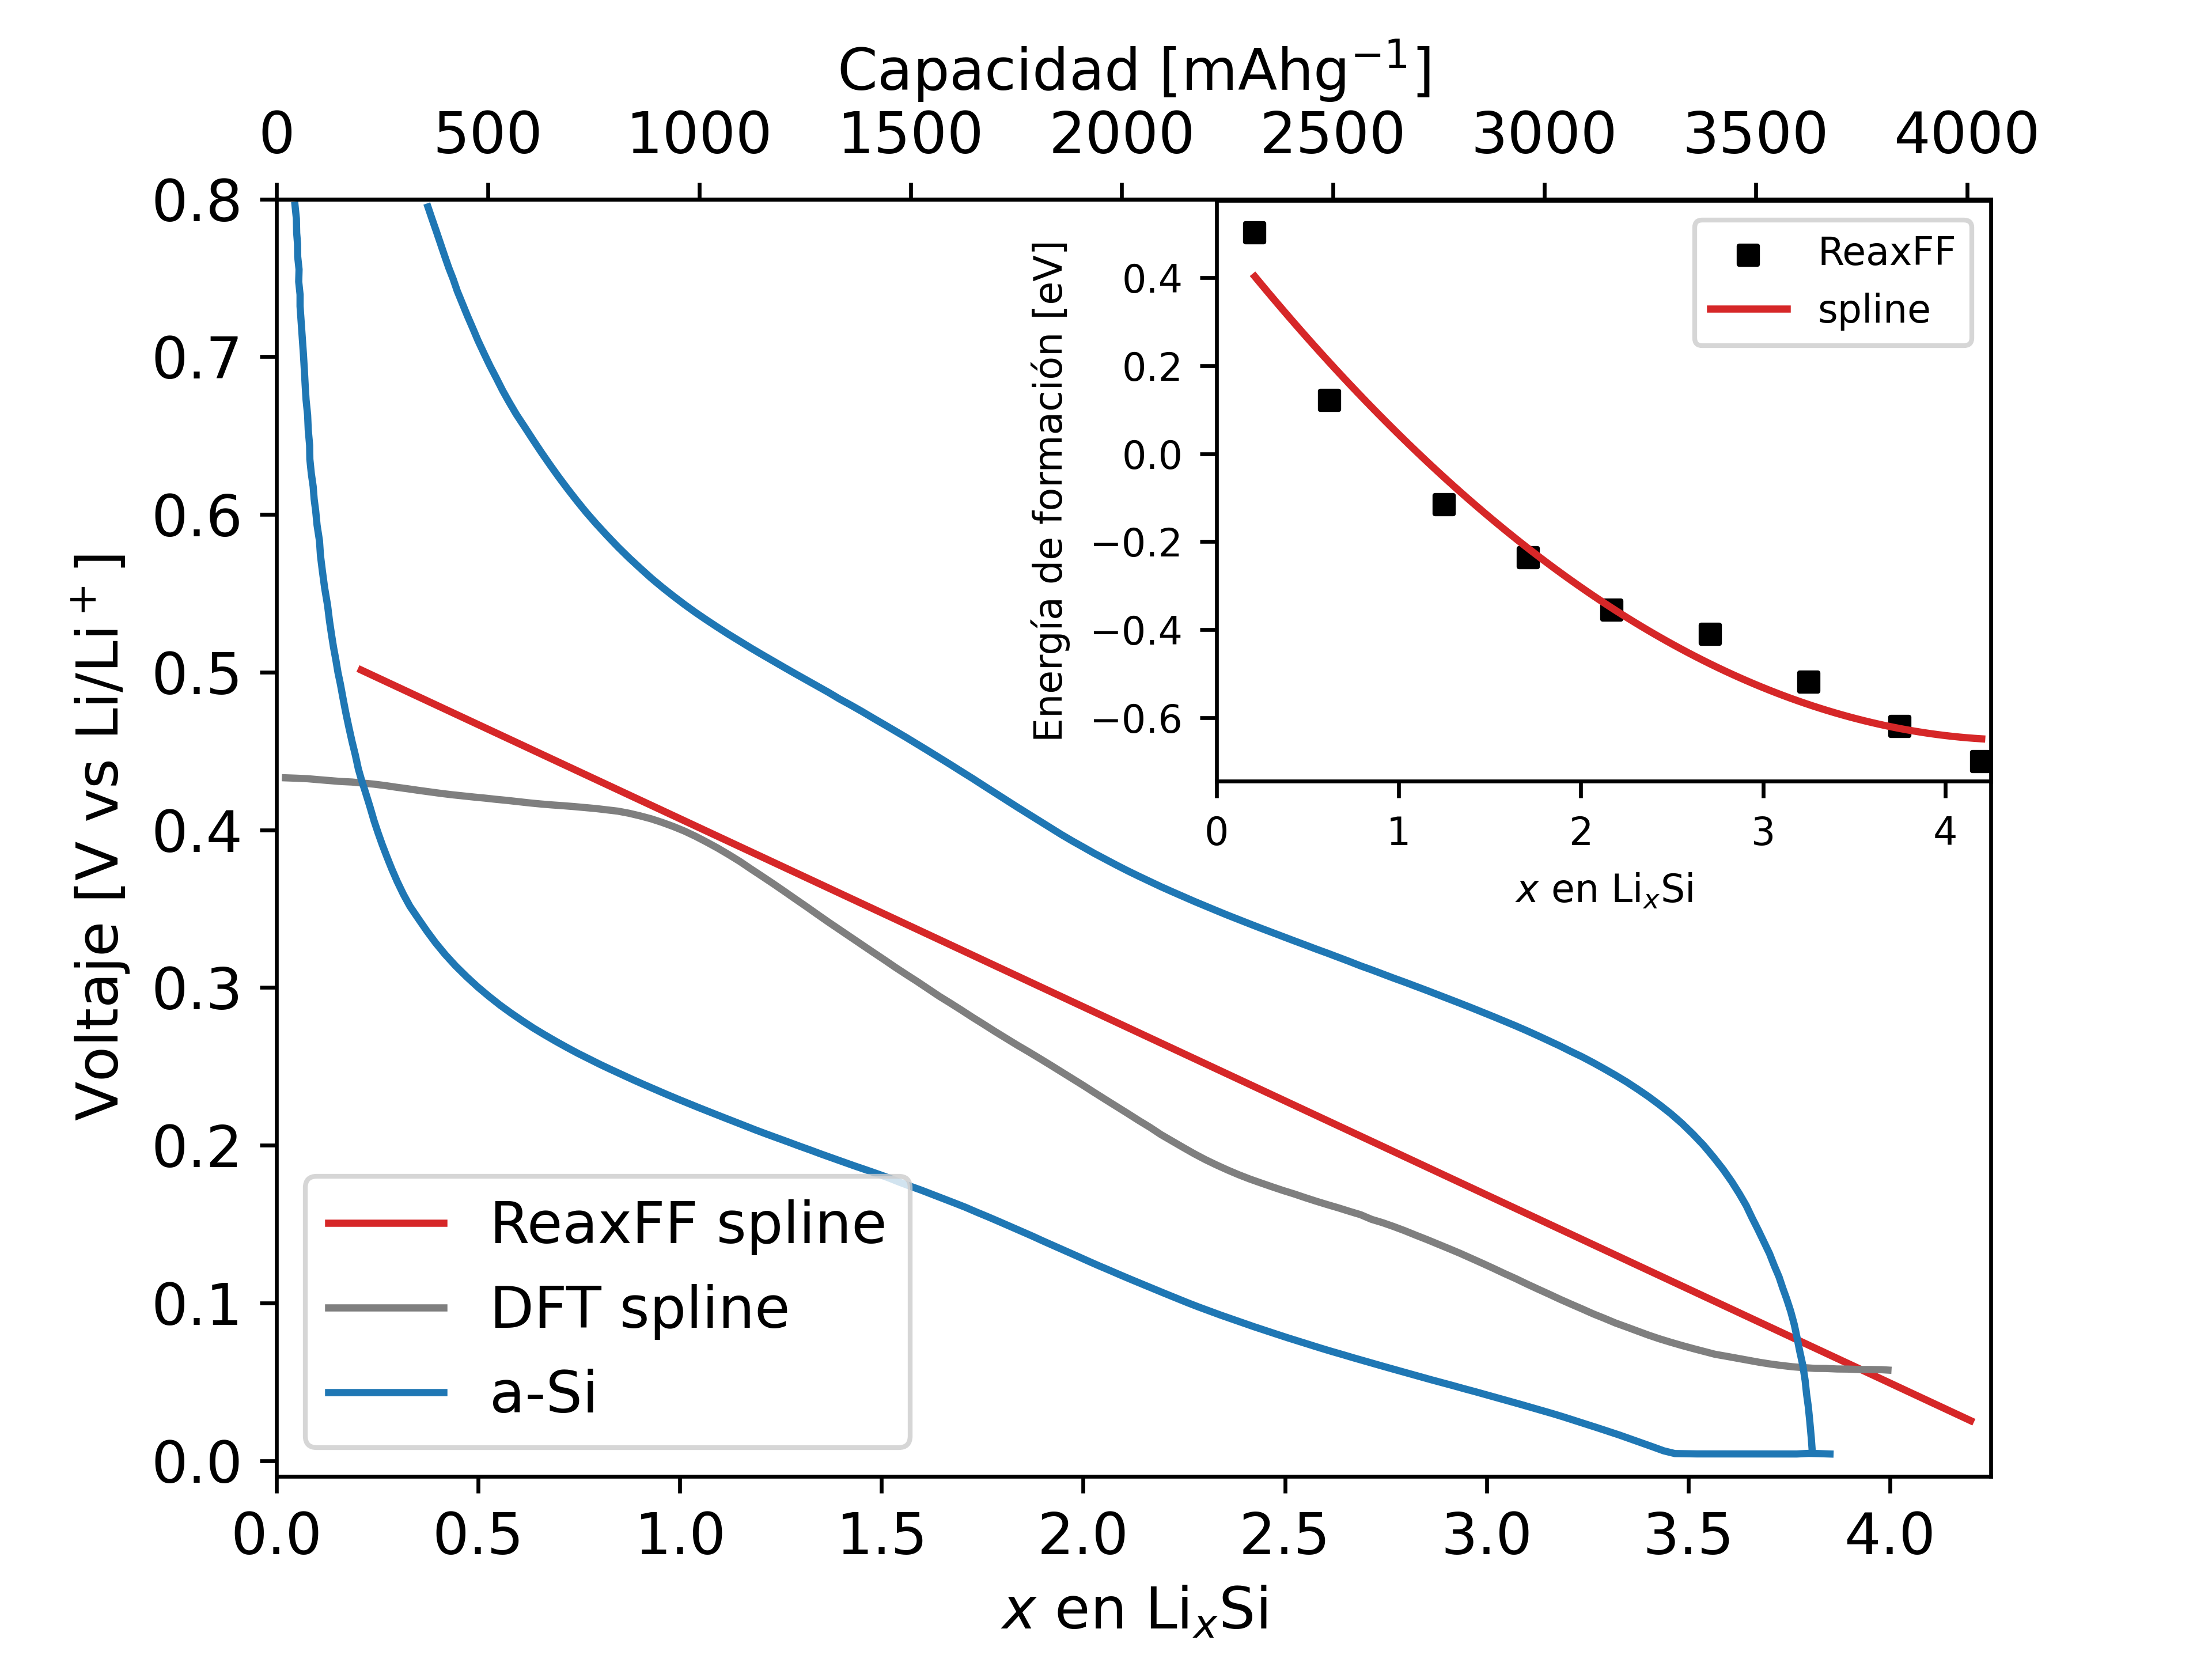 Capacidad [mAhg⁻¹]
0 500 1000 1500 2000 2500 3000 3500 4000
Voltaje [V vs Li/Li⁺]
0.8
0.7
0.6
0.5
0.4
0.3
0.2
0.1
0.0
Energía de formación [eV]
0.4
0.2
0.0
−0.2
−0.4
−0.6
ReaxFF
spline
0 1 2 3 4
x en LiₓSi
ReaxFF spline
DFT spline
a-Si
0.0 0.5 1.0 1.5 2.0 2.5 3.0 3.5 4.0
x en LiₓSi